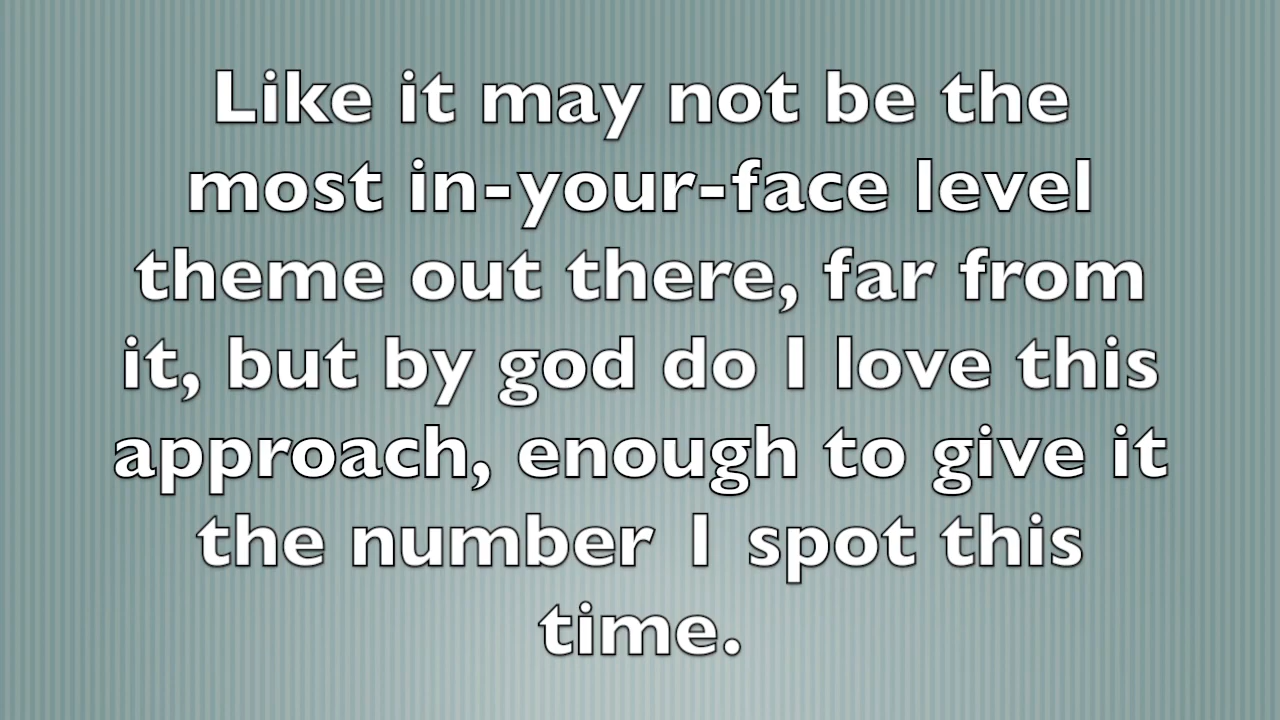 Like it may not be the
most in-your-face level
theme out there, far from
it, but by god do I love this
approach, enough to give it
the number 1 spot this
time.